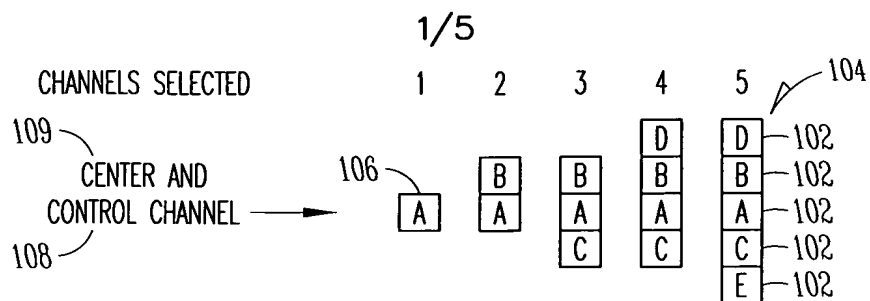 1/5
CHANNELS SELECTED 1 2 3 4 5 104
D D 102
109 CENTER AND 106 B B B B 102
CONTROL CHANNEL A A A A A 102
108 C C C 102
E 102